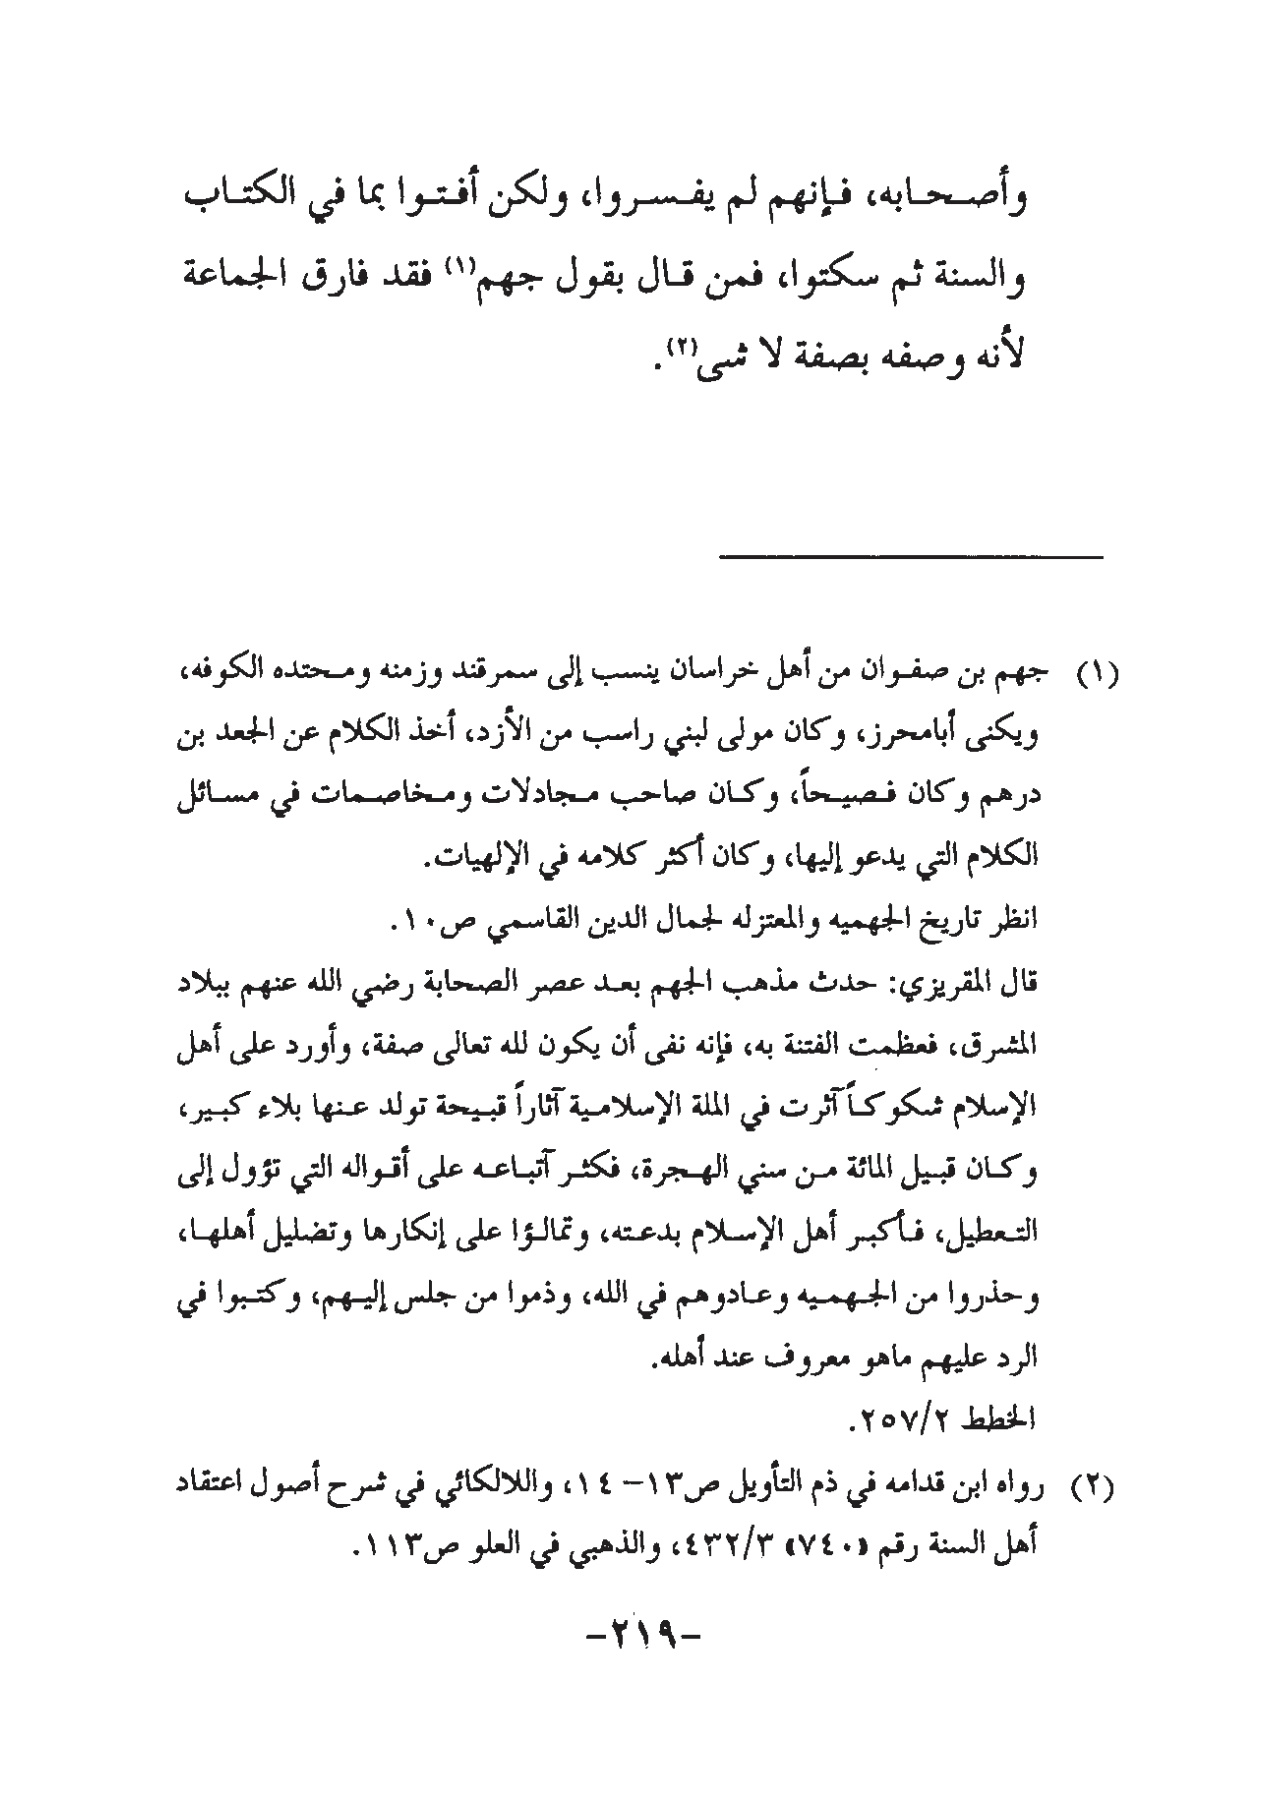 وأصحابه، فإنهم لم يفسروا، ولكن أفتوا بما في الكتاب
والسنة ثم سكتوا، فمن قال بقول جهم(١) فقد فارق الجماعة
لأنه وصفه بصفة لا شى(٢).
(١) جهم بن صفوان من أهل خراسان ينسب إلى سمرقند وزمنه ومحتده الكوفه،
ويكنى أبامحرز، وكان مولى لبني راسب من الأزد، أخذ الكلام عن الجعد بن
درهم وكان فصيحاً، وكان صاحب مجادلات ومخاصمات في مسائل
الكلام التي يدعو إليها، وكان أكثر كلامه في الإلهيات.
انظر تاريخ الجهميه والمعتزله لجمال الدين القاسمي ص١٠.
قال المقريزي: حدث مذهب الجهم بعد عصر الصحابة رضي الله عنهم ببلاد
المشرق، فعظمت الفتنة به، فإنه نفى أن يكون لله تعالى صفة، وأورد على أهل
الإسلام شكوكاً آثرت في الملة الإسلامية آثاراً قبيحة تولد عنها بلاء كبير،
وكان قبيل المائة من سني الهجرة، فكثر آتباعه على أقواله التي تؤول إلى
التعطيل، فأكبر أهل الإسلام بدعته، وتمالؤا على إنكارها وتضليل أهلها،
وحذروا من الجهميه وعادوهم في الله، وذموا من جلس إليهم، وكتبوا في
الرد عليهم ماهو معروف عند أهله.
الخطط ٢/٢٥٧.
(٢) رواه ابن قدامه في ذم التأويل ص١٣– ١٤، واللالكائي في شرح أصول اعتقاد
أهل السنة رقم «٧٤٠» ٤٣٢/٣، والذهبي في العلو ص١١٣.
–٢١٩–